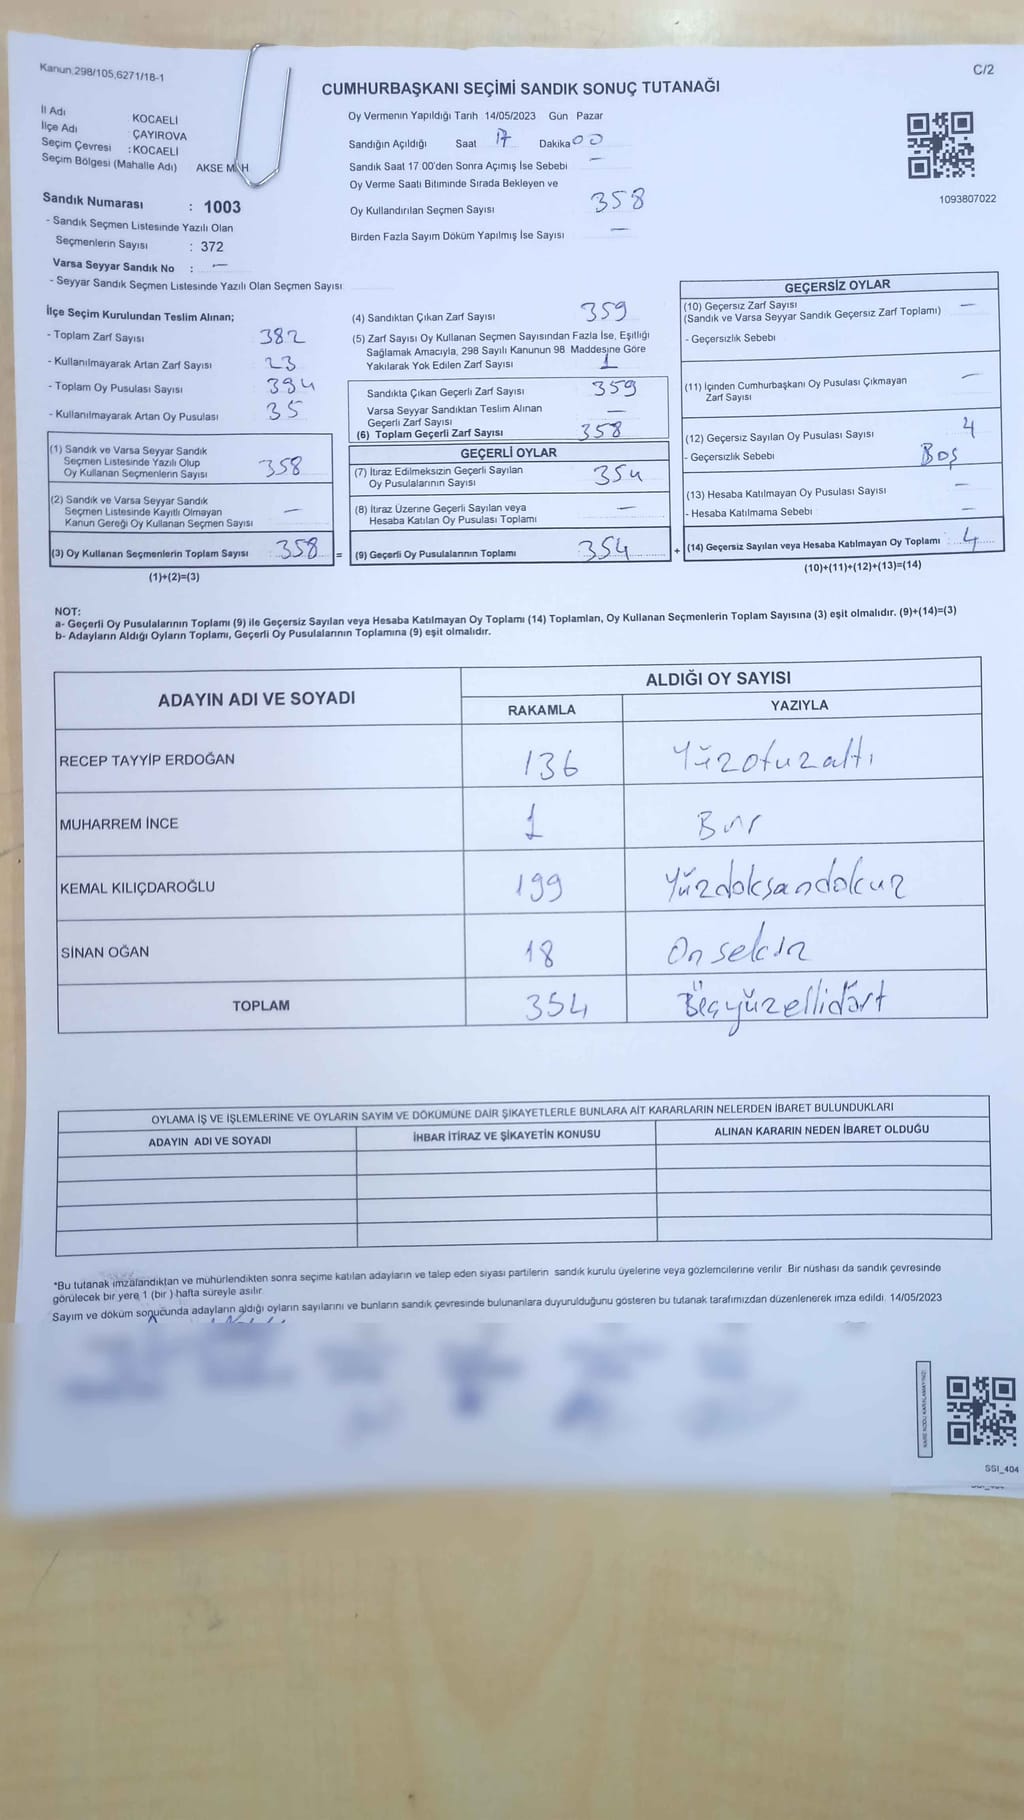 Kanun,298/105,6271/18-1
C/2
CUMHURBAŞKANI SEÇİMİ SANDIK SONUÇ TUTANAĞI
İl Adı KOCAELİ
İlçe Adı : ÇAYIROVA
Seçim Çevresi : KOCAELİ
Seçim Bölgesi (Mahalle Adı) AKSE MAH
Sandık Numarası : 1003
- Sandık Seçmen Listesinde Yazılı Olan
Seçmenlerin Sayısı : 372
Varsa Seyyar Sandık No : —
- Seyyar Sandık Seçmen Listesinde Yazılı Olan Seçmen Sayısı
Oy Vermenin Yapıldığı Tarih 14/05/2023 Gün Pazar
Sandığın Açıldığı Saat 17 Dakika 00
Sandık Saat 17 00'den Sonra Açımış İse Sebebi —
Oy Verme Saati Bitiminde Sırada Bekleyen ve
Oy Kullandırılan Seçmen Sayısı 358
Birden Fazla Sayım Döküm Yapılmış İse Sayısı —
1093807022
İlçe Seçim Kurulundan Teslim Alınan;
- Toplam Zarf Sayısı 382
- Kullanılmayarak Artan Zarf Sayısı 23
- Toplam Oy Pusulası Sayısı 394
- Kullanılmayarak Artan Oy Pusulası 35
(1) Sandık ve Varsa Seyyar Sandık
Seçmen Listesinde Yazılı Olup
Oy Kullanan Seçmenlerin Sayısı 358
(2) Sandık ve Varsa Seyyar Sandık
Seçmen Listesinde Kayıtlı Olmayan
Kanun Gereği Oy Kullanan Seçmen Sayısı —
(3) Oy Kullanan Seçmenlerin Toplam Sayısı : 358 =
(1)+(2)=(3)
(4) Sandıktan Çıkan Zarf Sayısı 359
(5) Zarf Sayısı Oy Kullanan Seçmen Sayısından Fazla İse, Eşitliği
Sağlamak Amacıyla, 298 Sayılı Kanunun 98 Maddesine Göre
Yakılarak Yok Edilen Zarf Sayısı 1
Sandıkta Çıkan Geçerli Zarf Sayısı 359
Varsa Seyyar Sandıktan Teslim Alınan
Geçerli Zarf Sayısı —
(6) Toplam Geçerli Zarf Sayısı 358
GEÇERLİ OYLAR
(7) İtiraz Edilmeksizin Geçerli Sayılan
Oy Pusulalarının Sayısı 354
(8) İtiraz Üzerine Geçerli Sayılan veya
Hesaba Katılan Oy Pusulası Toplamı —
(9) Geçerli Oy Pusulalarının Toplamı 354 +
GEÇERSİZ OYLAR
(10) Geçersiz Zarf Sayısı —
(Sandık ve Varsa Seyyar Sandık Geçersiz Zarf Toplamı)
- Geçersizlik Sebebi
(11) İçinden Cumhurbaşkanı Oy Pusulası Çıkmayan
Zarf Sayısı —
(12) Geçersiz Sayılan Oy Pusulası Sayısı 4
- Geçersizlik Sebebi Boş
(13) Hesaba Katılmayan Oy Pusulası Sayısı —
- Hesaba Katılmama Sebebi —
(14) Geçersiz Sayılan veya Hesaba Katılmayan Oy Toplamı : 4
(10)+(11)+(12)+(13)=(14)
NOT:
a- Geçerli Oy Pusulalarının Toplamı (9) ile Geçersiz Sayılan veya Hesaba Katılmayan Oy Toplamı (14) Toplamları, Oy Kullanan Seçmenlerin Toplam Sayısına (3) eşit olmalıdır. (9)+(14)=(3)
b- Adayların Aldığı Oyların Toplamı, Geçerli Oy Pusulalarının Toplamına (9) eşit olmalıdır.
ADAYIN ADI VE SOYADI ALDIĞI OY SAYISI
RAKAMLA YAZIYLA
RECEP TAYYİP ERDOĞAN 136 Yüzotuzaltı
MUHARREM İNCE 1 Bir
KEMAL KILIÇDAROĞLU 199 Yüzdoksandokuz
SİNAN OĞAN 18 Onsekiz
TOPLAM 354 Üçyüzellidört
OYLAMA İŞ VE İŞLEMLERİNE VE OYLARIN SAYIM VE DÖKÜMÜNE DAİR ŞİKAYETLERLE BUNLARA AİT KARARLARIN NELERDEN İBARET BULUNDUKLARI
ADAYIN ADI VE SOYADI İHBAR İTİRAZ VE ŞİKAYETİN KONUSU ALINAN KARARIN NEDEN İBARET OLDUĞU
*Bu tutanak imzalandıktan ve mühürlendikten sonra seçime katılan adayların ve talep eden siyasi partilerin sandık kurulu üyelerine veya gözlemcilerine verilir Bir nüshası da sandık çevresinde
görülecek bir yere 1 (bir ) hafta süreyle asılır.
Sayım ve döküm sonucunda adayların aldığı oyların sayılarını ve bunların sandık çevresinde bulunanlara duyurulduğunu gösteren bu tutanak tarafımızdan düzenlenerek imza edildi. 14/05/2023
KARE KODU KARALAMAYINIZ!
SSI_404